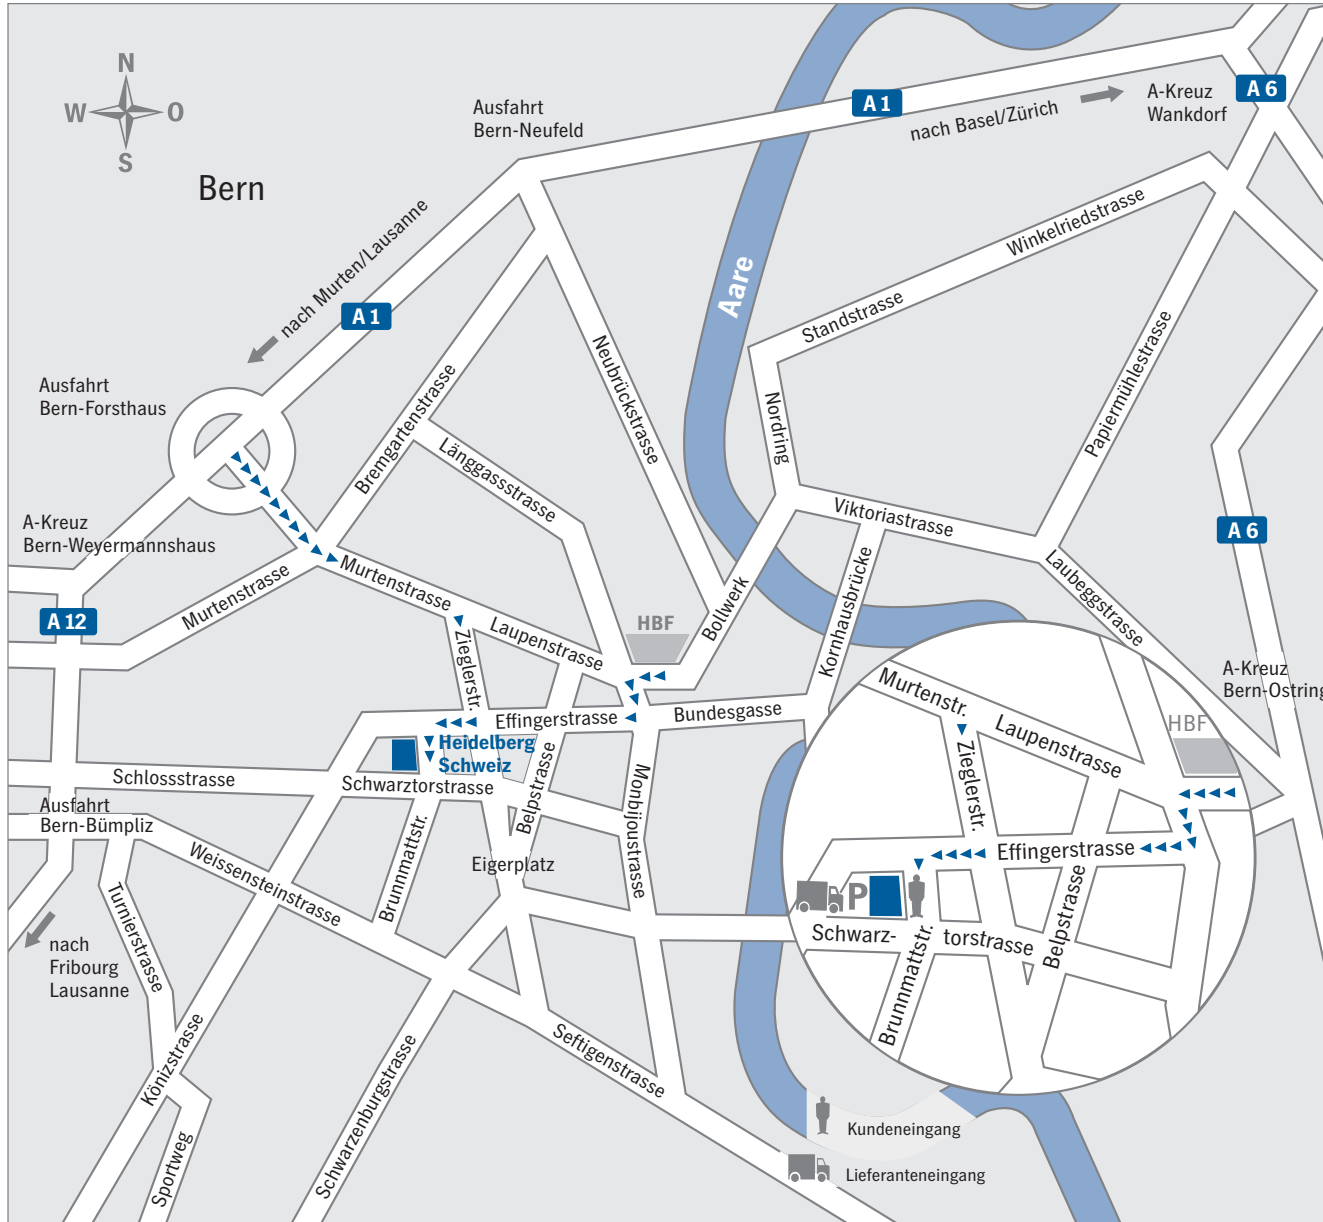 N
W
O
S
Bern
Ausfahrt
Bern-Neufeld
A 1
nach Basel/Zürich
A-Kreuz
Wankdorf
A 6
nach Murten/Lausanne
A 1
Aare
Winkelriedstrasse
Standstrasse
Papiermühlestrasse
Ausfahrt
Bern-Forsthaus
Bremgartenstrasse
Neubrückstrasse
Nordring
Länggassstrasse
Viktoriastrasse
A-Kreuz
Bern-Weyermannshaus
A 6
Murtenstrasse
Murtenstrasse
A 12
Zieglerstr.
Laupenstrasse
HBF
Bollwerk
Kornhausbrücke
Laubeggstrasse
A-Kreuz
Bern-Ostring
Effingerstrasse
Bundesgasse
Heidelberg
Schweiz
Schlossstrasse
Schwarztorstrasse
Belpstrasse
Monbijoustrasse
Ausfahrt
Bern-Bümpliz
Weissensteinstrasse
Brunnmattstr.
Eigerplatz
Turnierstrasse
nach
Fribourg
Lausanne
Könizstrasse
Schwarzenburgstrasse
Seftigenstrasse
Sportweg
Murtenstr.
Laupenstrasse
HBF
Zieglerstr.
Effingerstrasse
P
Schwarz-
torstrasse
Belpstrasse
Brunnmattstr.
Kundeneingang
Lieferanteneingang